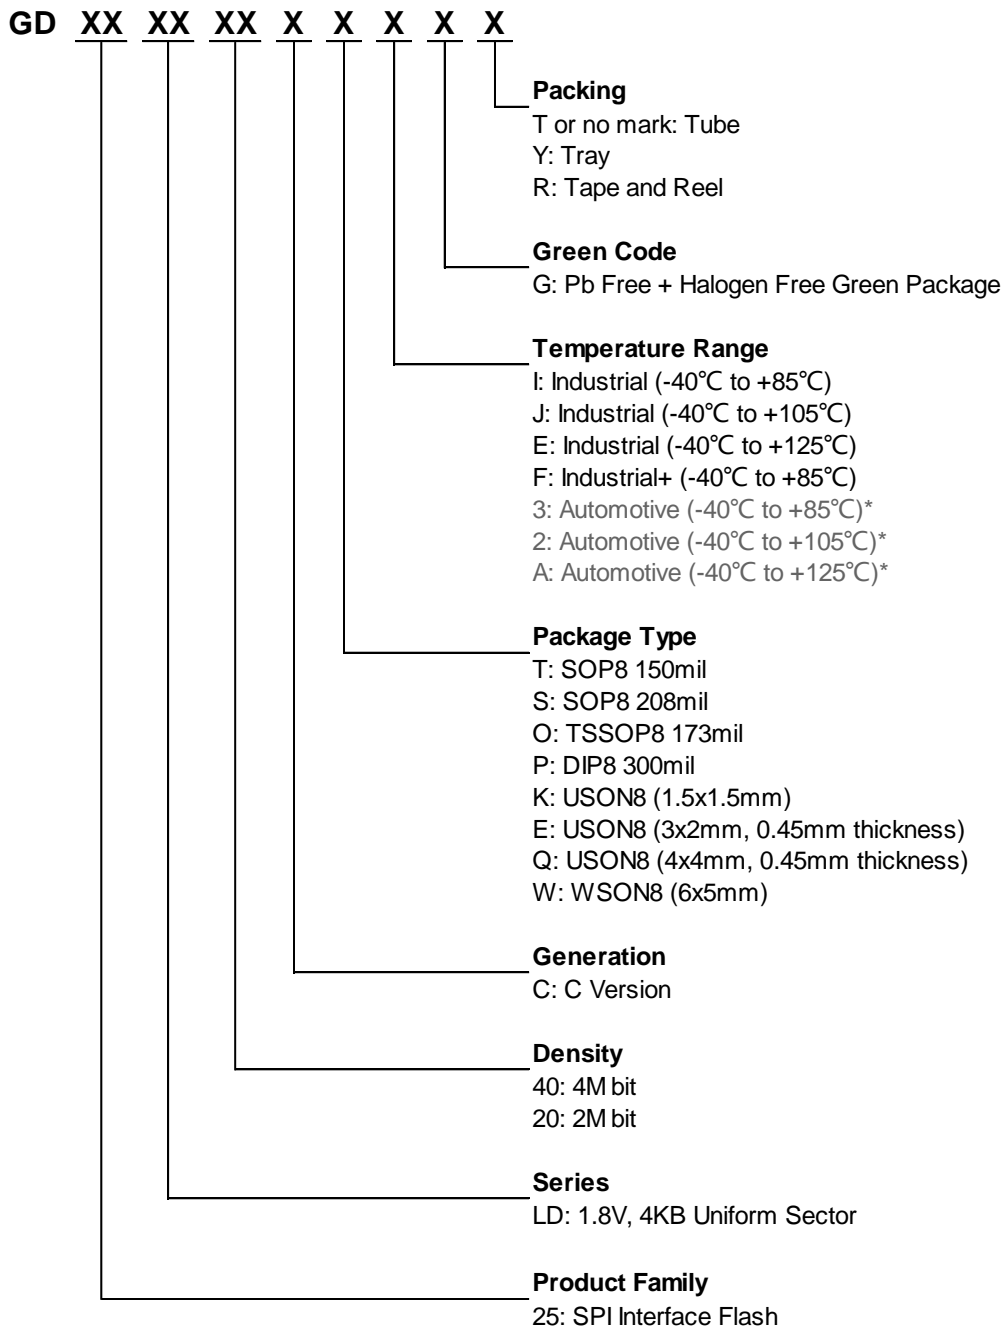 GD XX XX XX X X X X X
Packing
T or no mark: Tube
Y: Tray
R: Tape and Reel
Green Code
G: Pb Free + Halogen Free Green Package
Temperature Range
I: Industrial (-40℃ to +85℃)
J: Industrial (-40℃ to +105℃)
E: Industrial (-40℃ to +125℃)
F: Industrial+ (-40℃ to +85℃)
3: Automotive (-40℃ to +85℃)*
2: Automotive (-40℃ to +105℃)*
A: Automotive (-40℃ to +125℃)*
Package Type
T: SOP8 150mil
S: SOP8 208mil
O: TSSOP8 173mil
P: DIP8 300mil
K: USON8 (1.5x1.5mm)
E: USON8 (3x2mm, 0.45mm thickness)
Q: USON8 (4x4mm, 0.45mm thickness)
W: WSON8 (6x5mm)
Generation
C: C Version
Density
40: 4M bit
20: 2M bit
Series
LD: 1.8V, 4KB Uniform Sector
Product Family
25: SPI Interface Flash